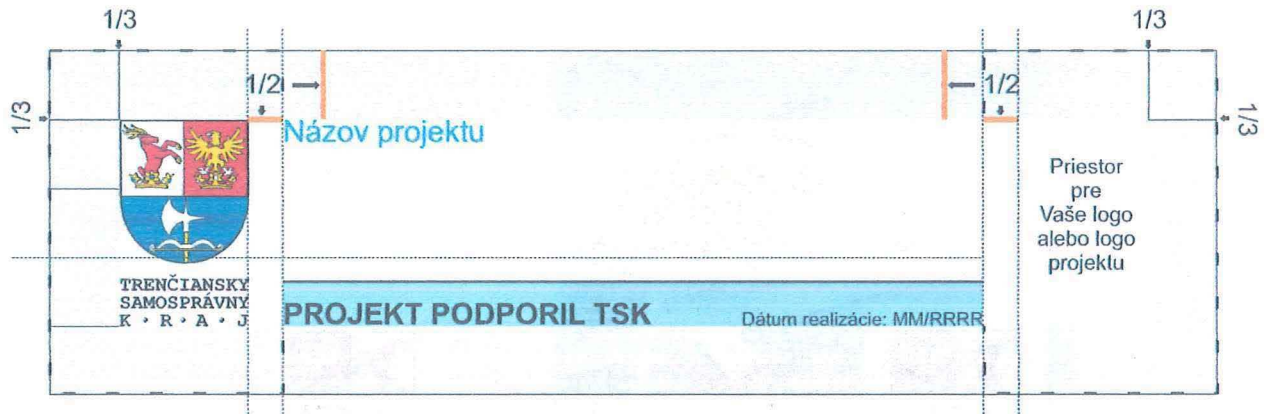 1/3
1/3
1/2
1/2
1/3
1/3
Názov projektu
Priestor
pre
Vaše logo
alebo logo
projektu
TRENČIANSKY
SAMOSPRÁVNY
K • R • A • J
PROJEKT PODPORIL TSK
Dátum realizácie: MM/RRRR